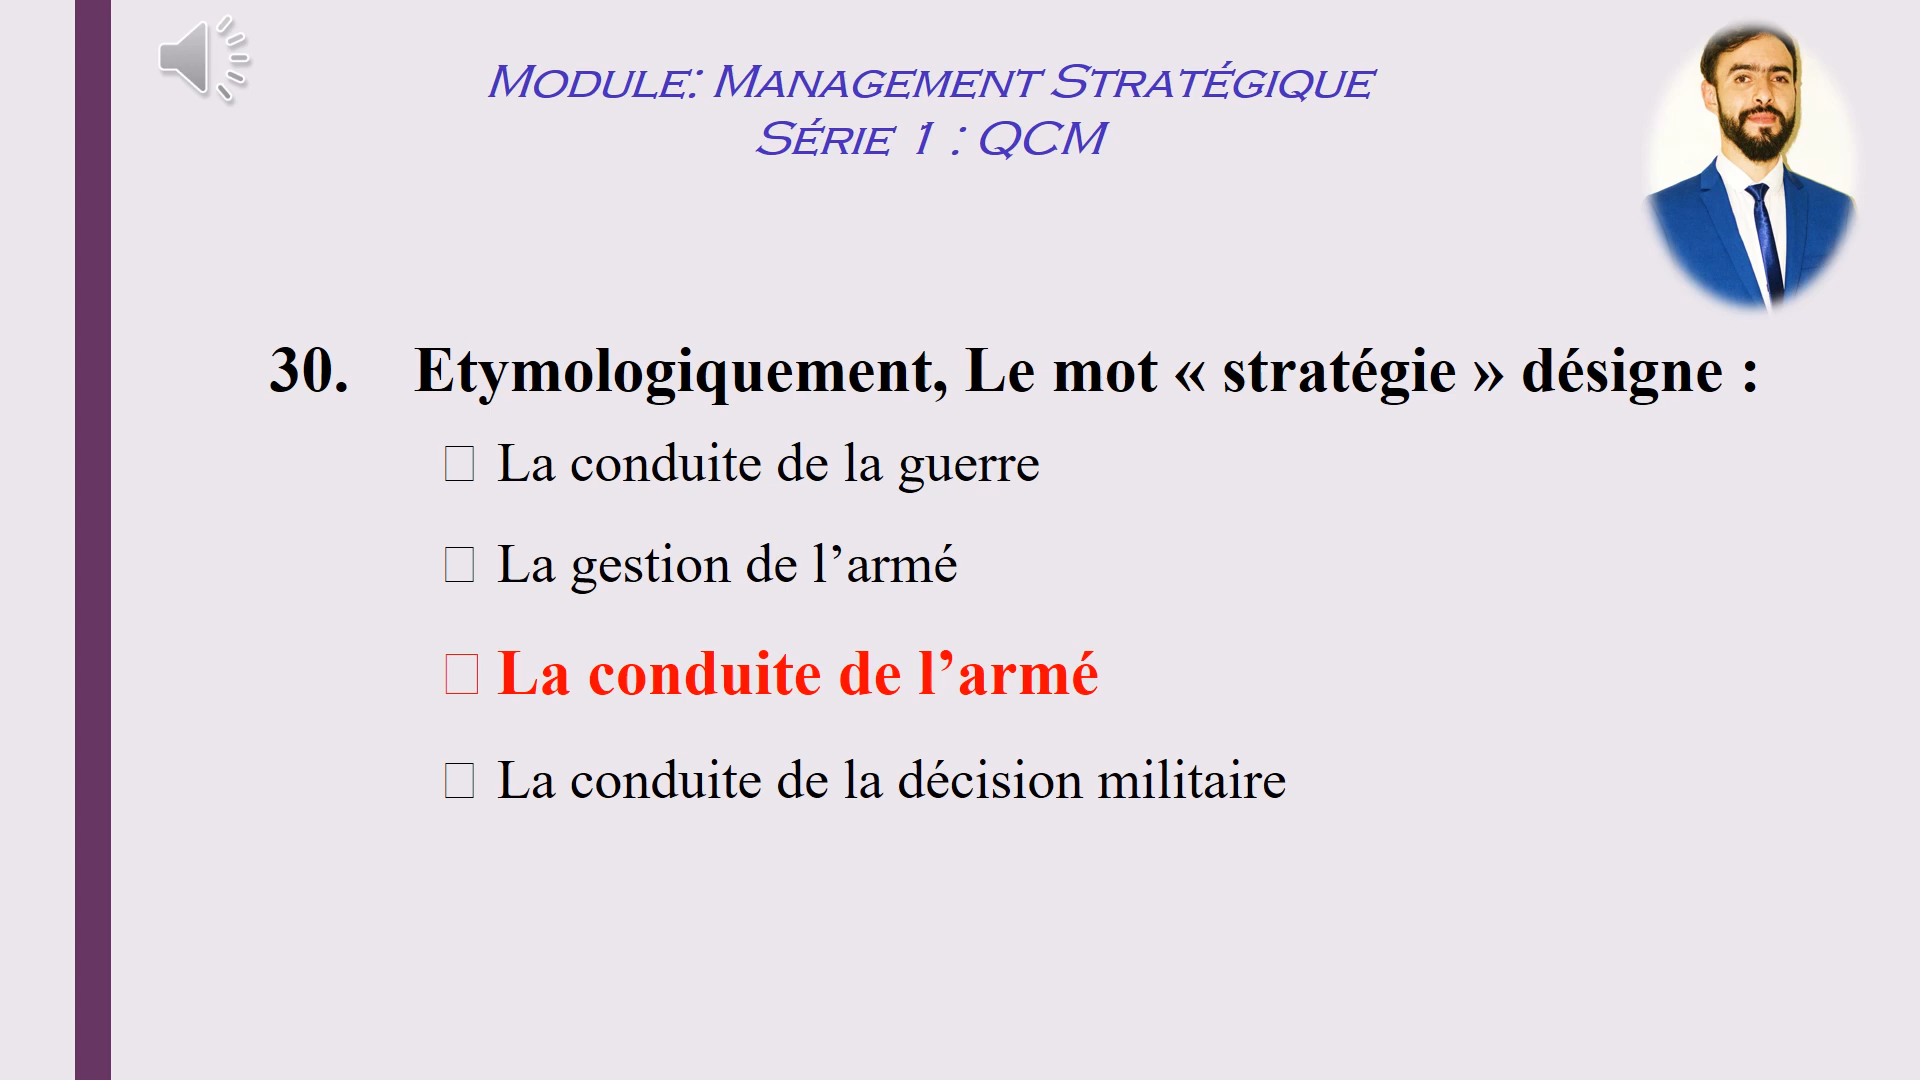 Module: Management Stratégique
Série 1 : QCM
30. Etymologiquement, Le mot « stratégie » désigne :
□ La conduite de la guerre
□ La gestion de l’armé
□ La conduite de l’armé
□ La conduite de la décision militaire